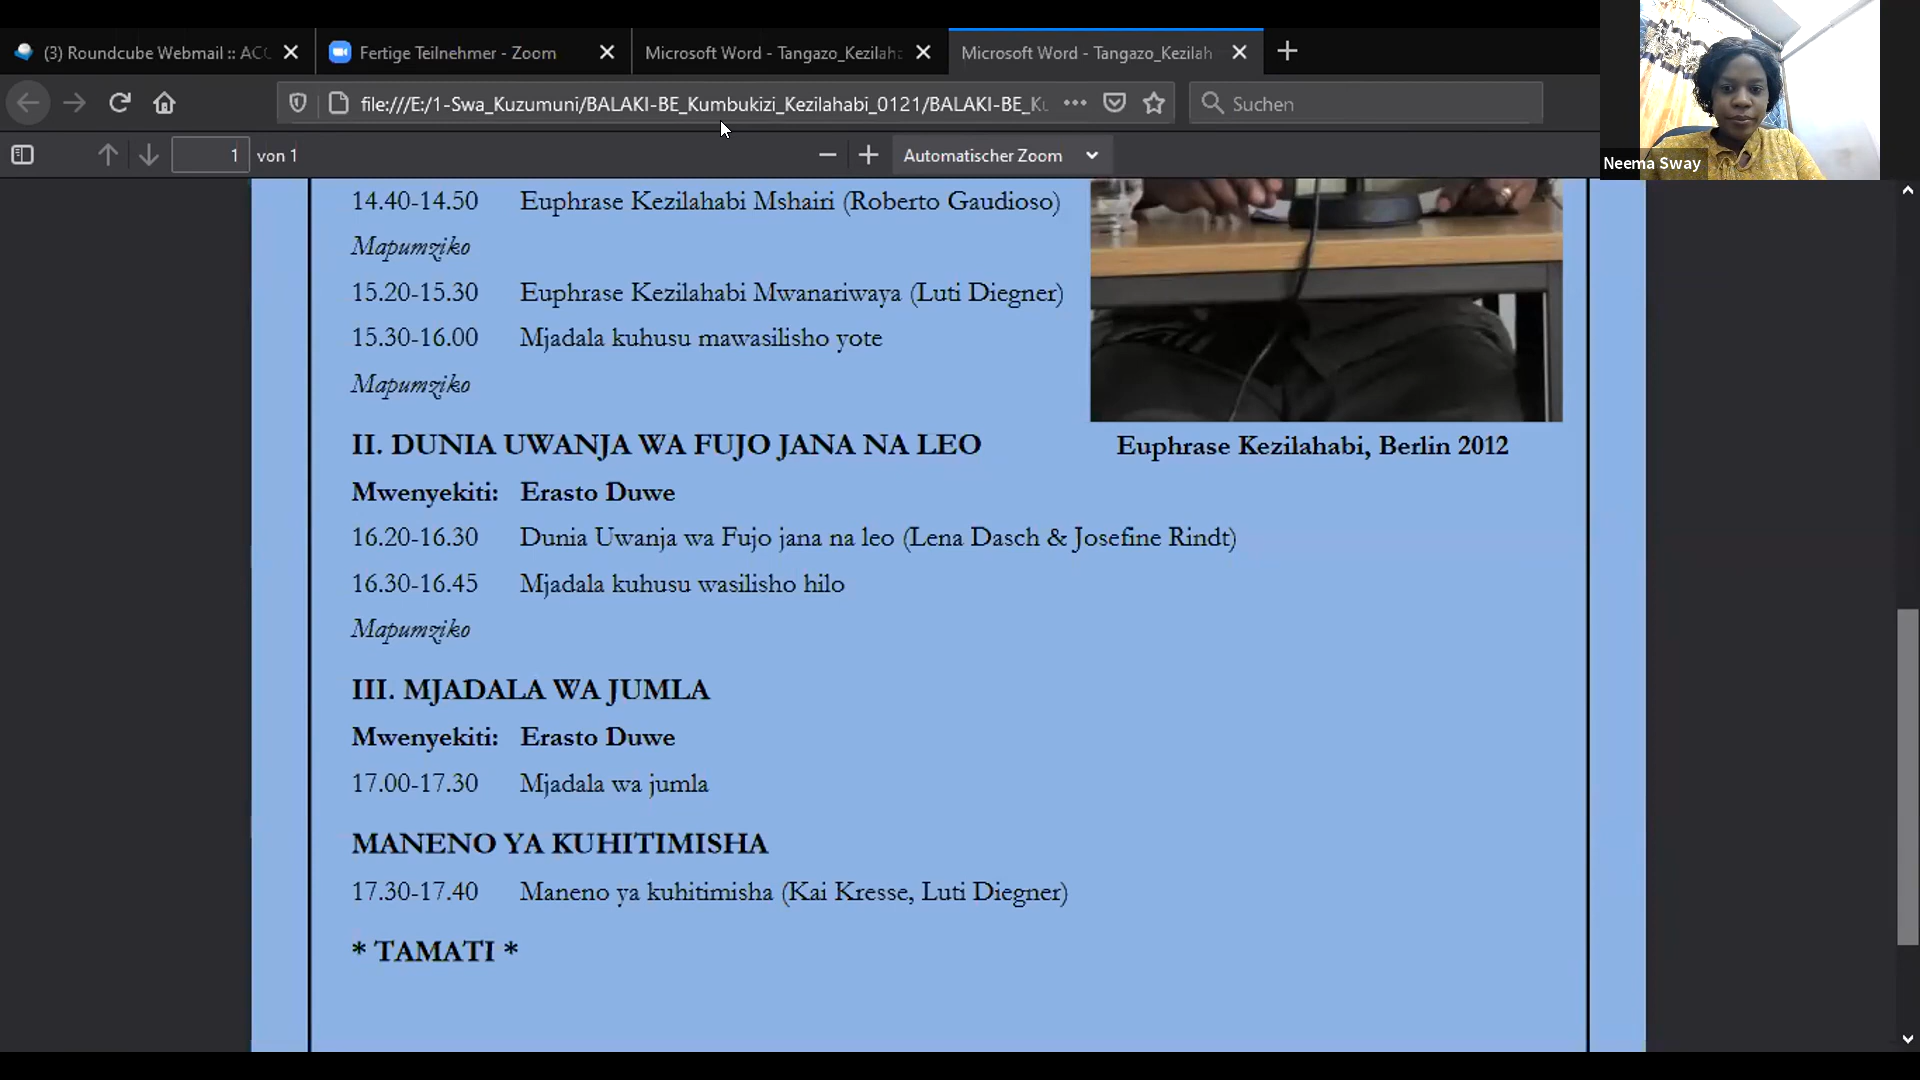 (3) Roundcube Webmail :: AC
Fertige Teilnehmer - Zoom
Microsoft Word - Tangazo_Kezilah
Microsoft Word - Tangazo_Kezilah
file:///E:/1-Swa_Kuzumuni/BALAKI-BE_Kumbukizi_Kezilahabi_0121/BALAKI-BE_Ku
Suchen
Neema Sway
1 von 1
Automatischer Zoom
14.40-14.50 Euphrase Kezilahabi Mshairi (Roberto Gaudioso)
Mapumziko
15.20-15.30 Euphrase Kezilahabi Mwanariwaya (Luti Diegner)
15.30-16.00 Mjadala kuhusu mawasilisho yote
Mapumziko
II. DUNIA UWANJA WA FUJO JANA NA LEO
Euphrase Kezilahabi, Berlin 2012
Mwenyekiti: Erasto Duwe
16.20-16.30 Dunia Uwanja wa Fujo jana na leo (Lena Dasch & Josefine Rindt)
16.30-16.45 Mjadala kuhusu wasilisho hilo
Mapumziko
III. MJADALA WA JUMLA
Mwenyekiti: Erasto Duwe
17.00-17.30 Mjadala wa jumla
MANENO YA KUHITIMISHA
17.30-17.40 Maneno ya kuhitimisha (Kai Kresse, Luti Diegner)
* TAMATI *